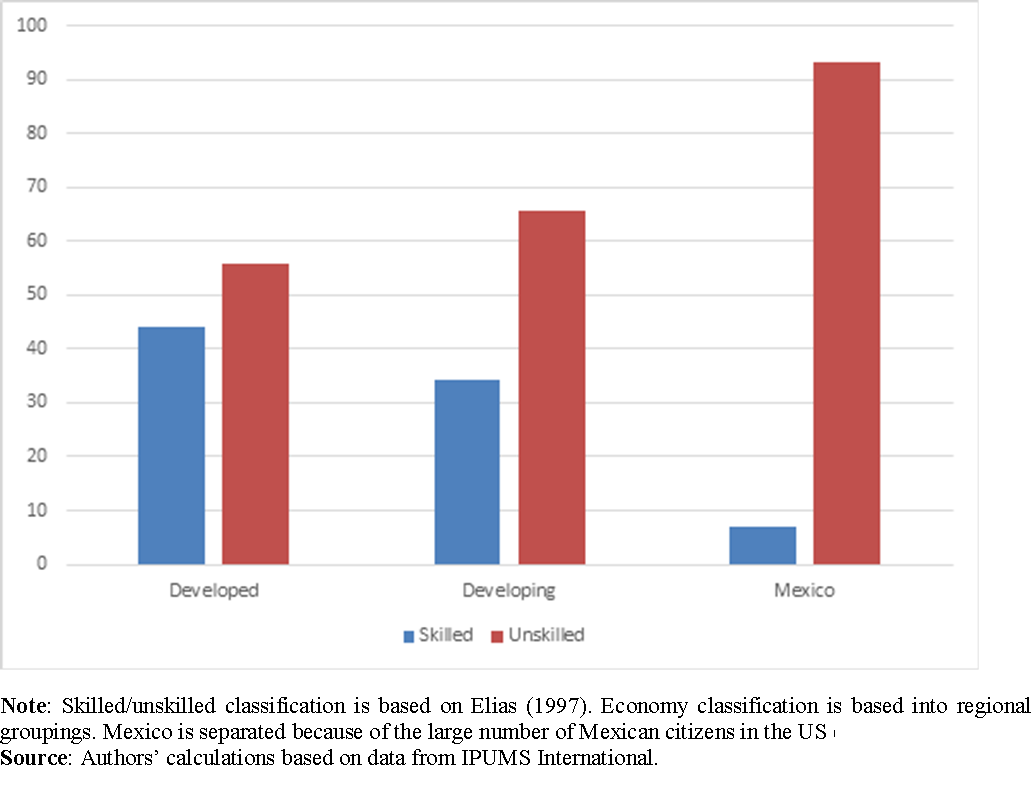 100
90
80
70
60
50
40
30
20
10
0
Developed Developing Mexico
Skilled Unskilled
Note: Skilled/unskilled classification is based on Elias (1997). Economy classification is based into regional
groupings. Mexico is separated because of the large number of Mexican citizens in the US
Source: Authors’ calculations based on data from IPUMS International.